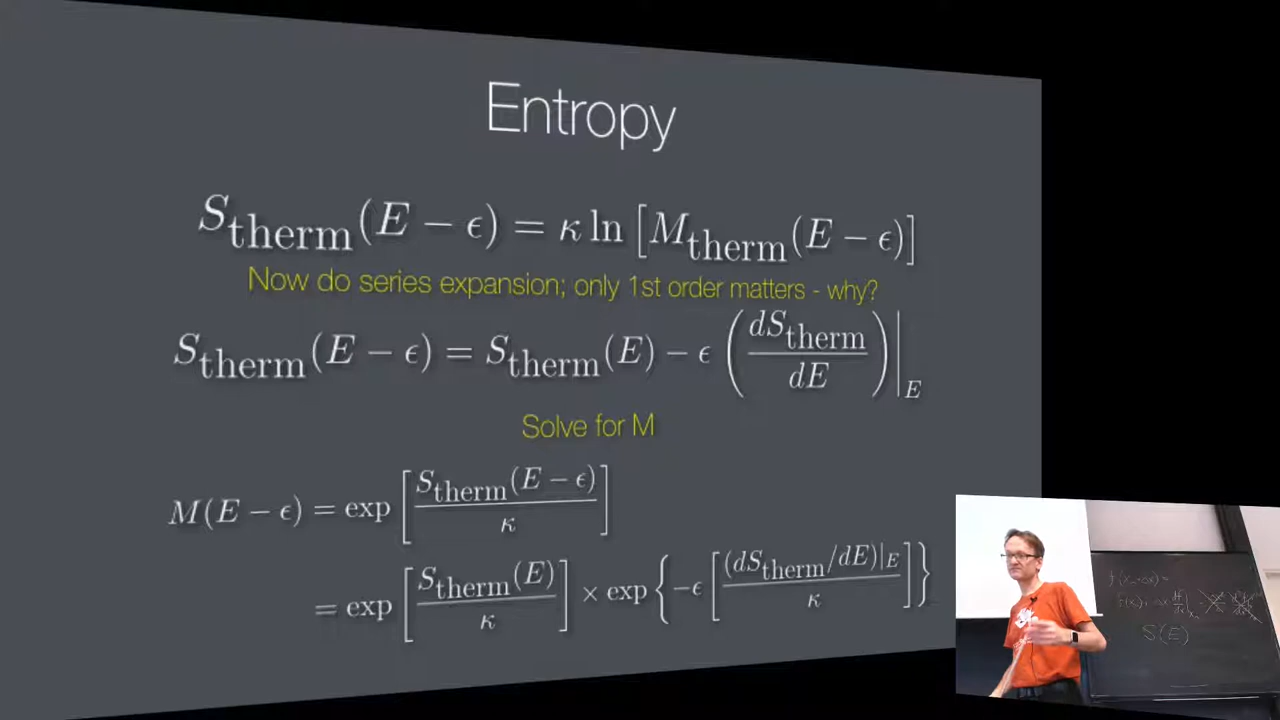 Entropy
S_therm(E − ϵ) = κ ln [M_therm(E − ϵ)]
Now do series expansion; only 1st order matters - why?
S_therm(E − ϵ) = S_therm(E) − ϵ (dS_therm/dE)|_E
Solve for M
M(E − ϵ) = exp [S_therm(E − ϵ)/κ]
= exp [S_therm(E)/κ] × exp {−ϵ [(dS_therm/dE)|_E/κ]}
S(E)